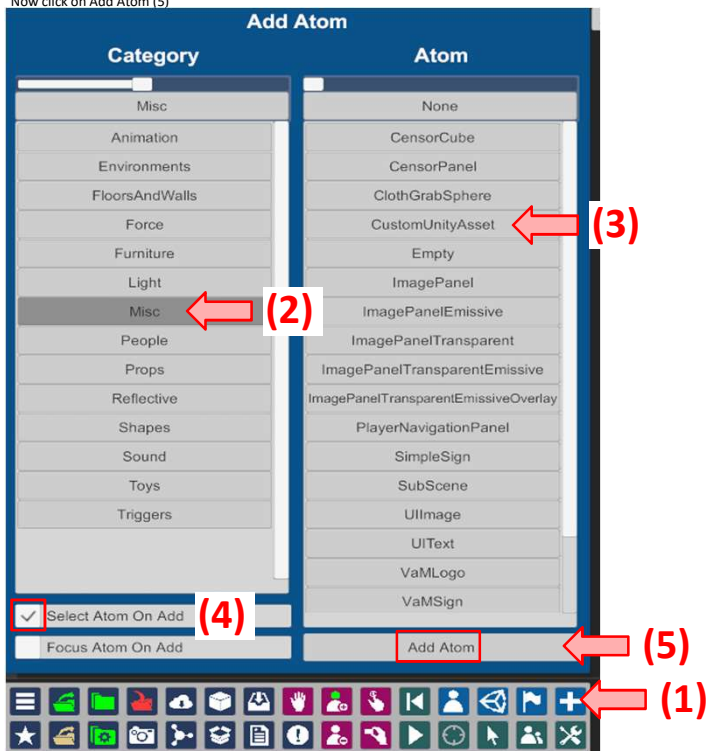 Now click on Add Atom (5)
Add Atom
Category
Atom
Misc
None
Animation
CensorCube
Environments
CensorPanel
FloorsAndWalls
ClothGrabSphere
Force
CustomUnityAsset
(3)
Furniture
Empty
Light
ImagePanel
Misc
(2)
ImagePanelEmissive
People
ImagePanelTransparent
Props
ImagePanelTransparentEmissive
Reflective
ImagePanelTransparentEmissiveOverlay
Shapes
PlayerNavigationPanel
Sound
SimpleSign
Toys
SubScene
Triggers
UIImage
UIText
VaMLogo
VaMSign
Select Atom On Add
(4)
Focus Atom On Add
Add Atom
(5)
(1)